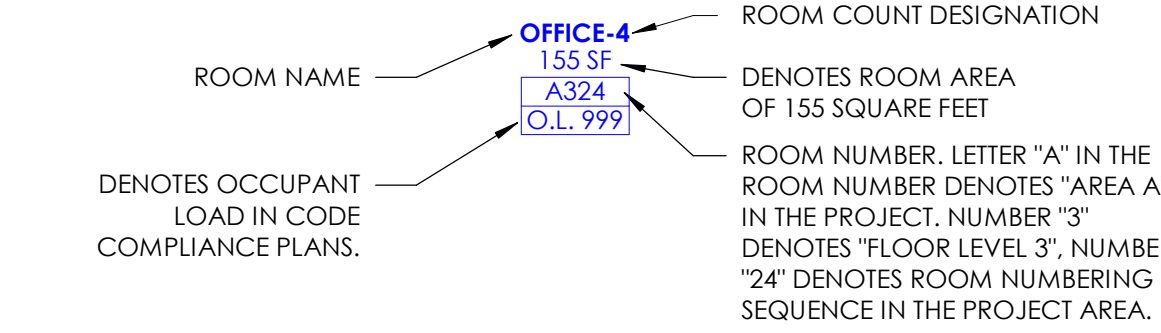 OFFICE-4
155 SF
A324
O.L. 999
ROOM NAME
DENOTES OCCUPANT
LOAD IN CODE
COMPLIANCE PLANS.
ROOM COUNT DESIGNATION
DENOTES ROOM AREA
OF 155 SQUARE FEET
ROOM NUMBER. LETTER "A" IN THE
ROOM NUMBER DENOTES "AREA A
IN THE PROJECT. NUMBER "3"
DENOTES "FLOOR LEVEL 3", NUMBE
"24" DENOTES ROOM NUMBERING
SEQUENCE IN THE PROJECT AREA.